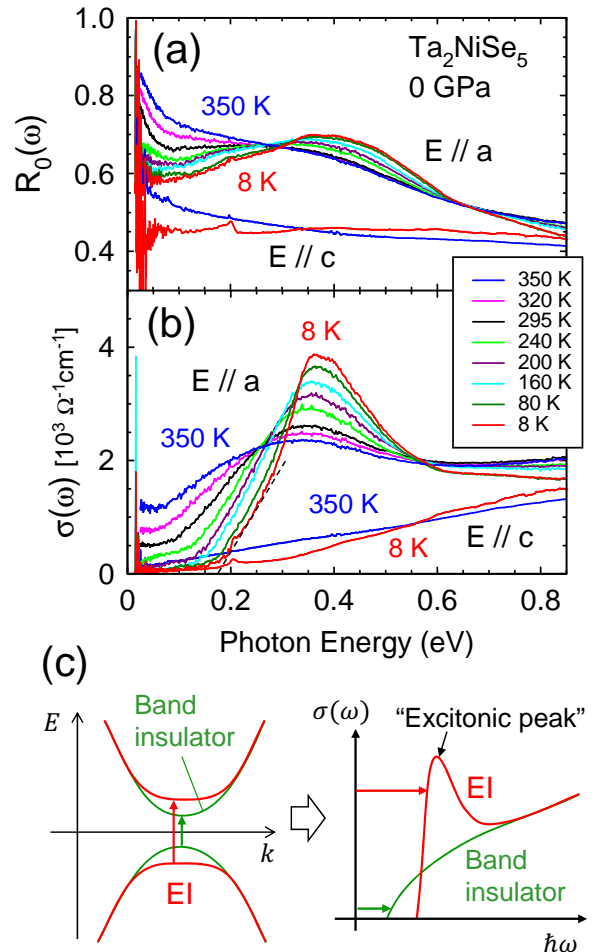 (a)
Ta₂NiSe₅
0 GPa
350 K
E // a
8 K
E // c
R₀(ω)
1.0
0.8
0.6
0.4
(b)
8 K
E // a
350 K
350 K
8 K
E // c
350 K
320 K
295 K
240 K
200 K
160 K
80 K
8 K
σ(ω) [10³ Ω⁻¹cm⁻¹]
4
2
0
0 0.2 0.4 0.6 0.8
Photon Energy (eV)
(c)
E
Band
insulator
k
EI
σ(ω)
“Excitonic peak”
EI
Band
insulator
ℏω